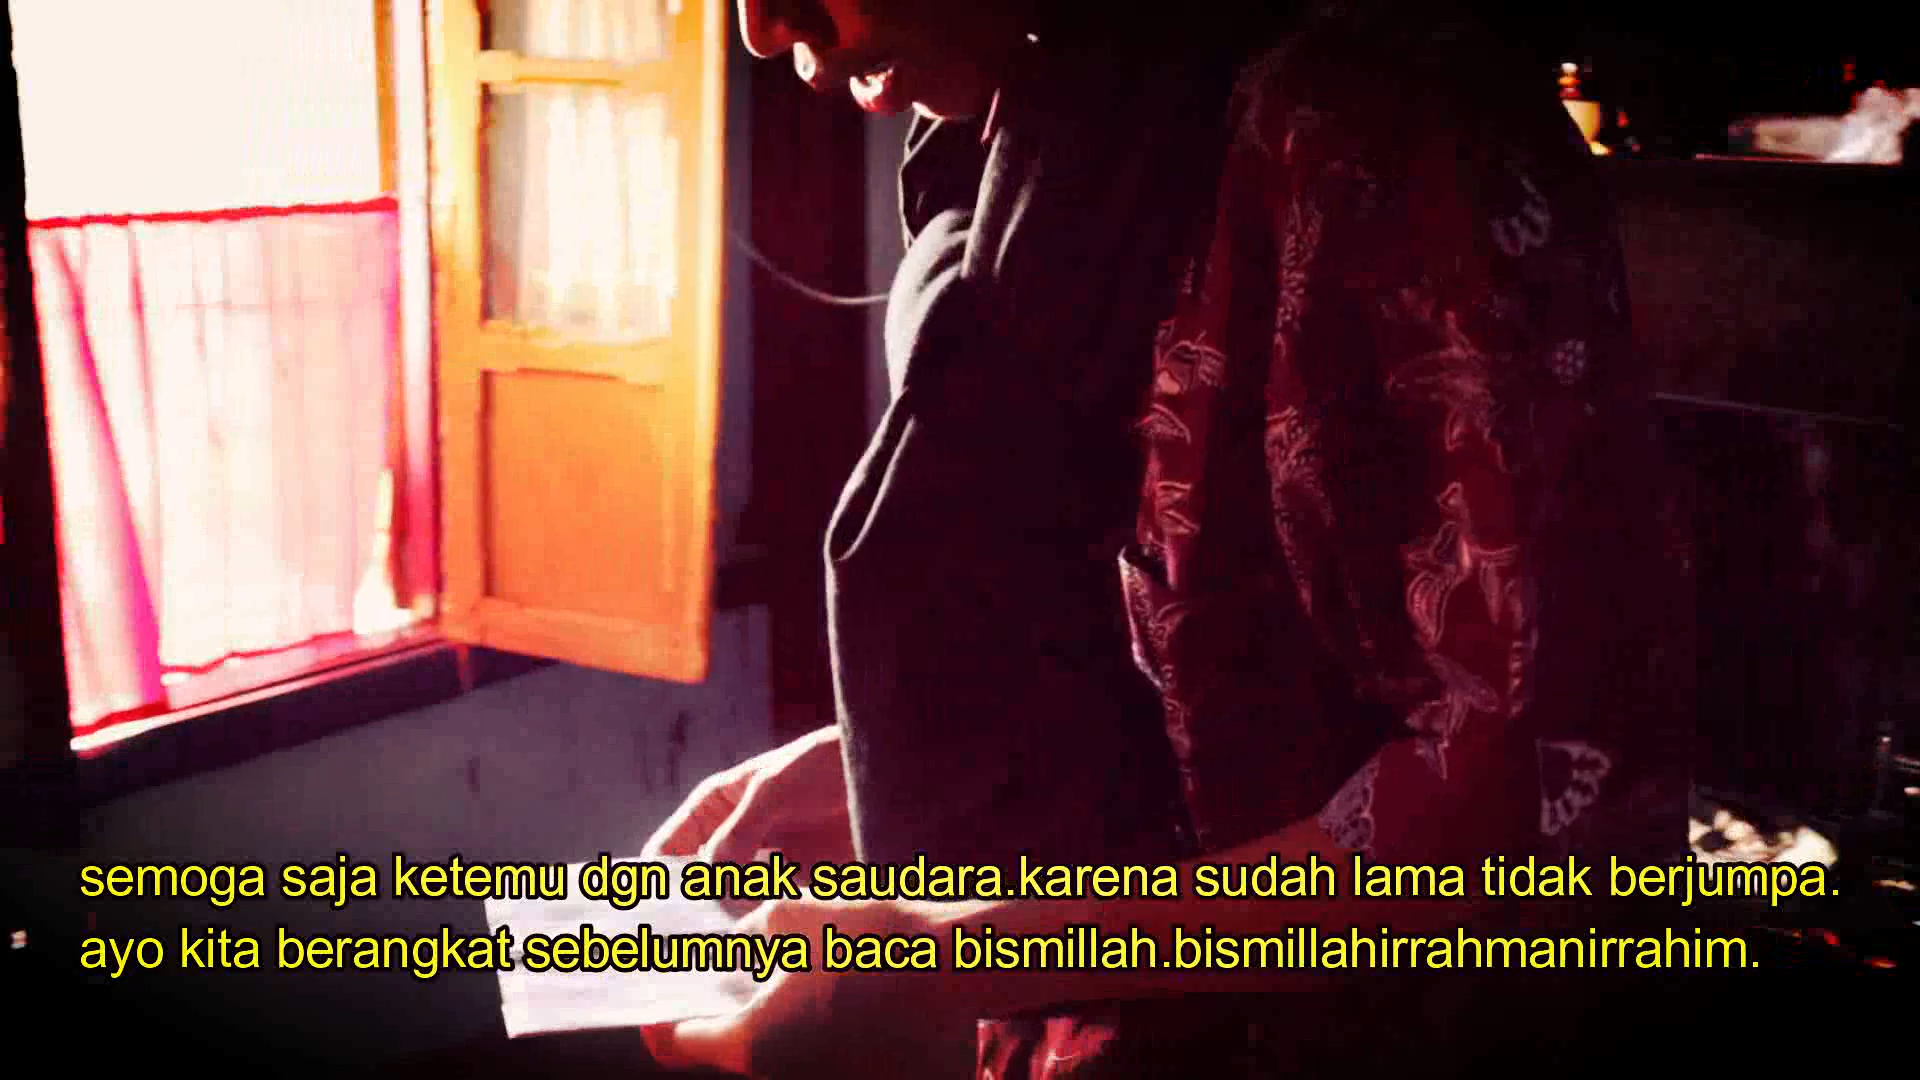 semoga saja ketemu dgn anak saudara.karena sudah lama tidak berjumpa.
ayo kita berangkat sebelumnya baca bismillah.bismillahirrahmanirrahim.